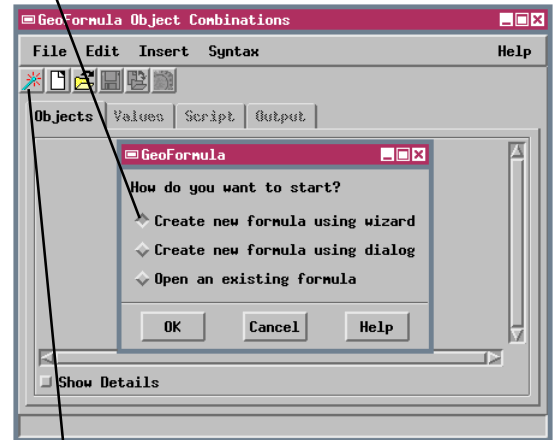 GeoFormula Object Combinations
File Edit Insert Syntax Help
Objects Values Script Output
GeoFormula
How do you want to start?
Create new formula using wizard
Create new formula using dialog
Open an existing formula
OK Cancel Help
Show Details